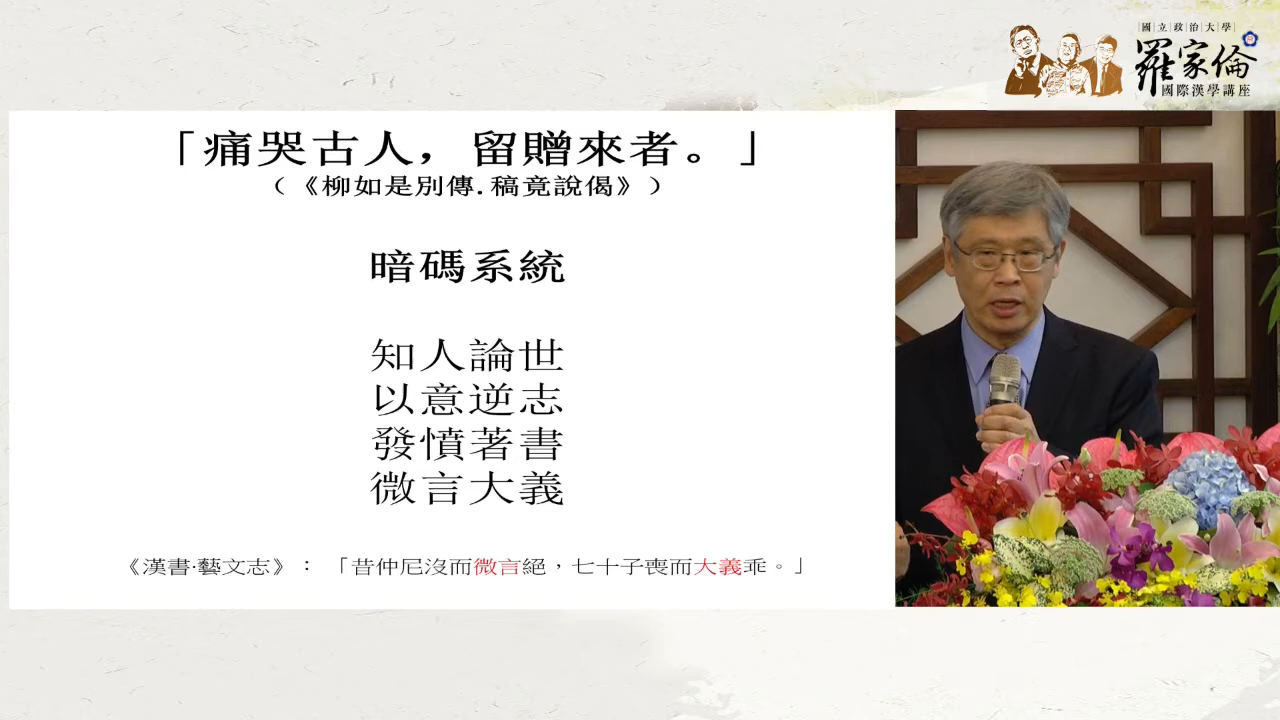 國立政治大學
羅家倫
國際漢學講座
「痛哭古人，留贈來者。」
（《柳如是別傳.稿竟說偈》）
暗碼系統
知人論世
以意逆志
發憤著書
微言大義
《漢書·藝文志》：「昔仲尼沒而微言絕，七十子喪而大義乖。」